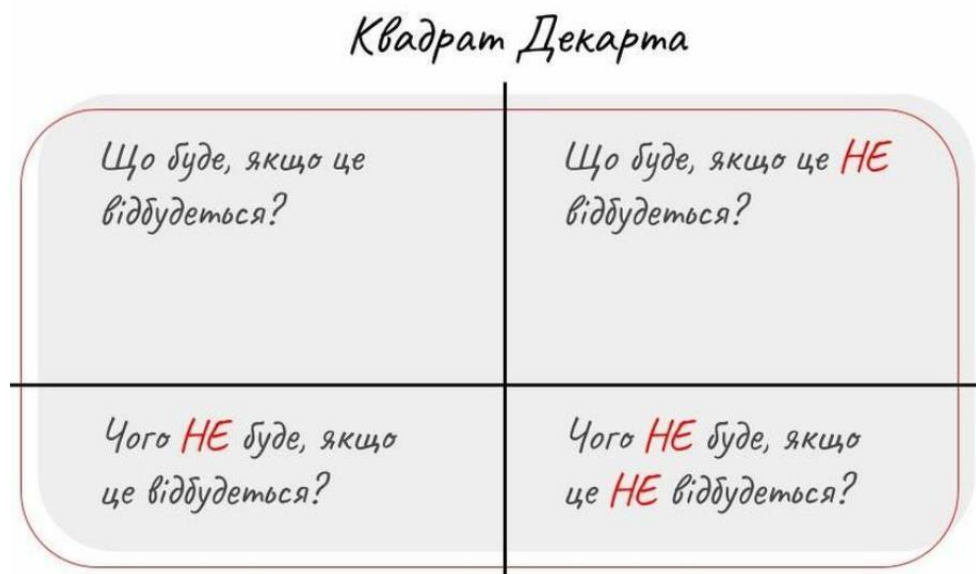 Квадрат Декарта
Що буде, якщо це
відбудеться?
Що буде, якщо це НЕ
відбудеться?
Чого НЕ буде, якщо
це відбудеться?
Чого НЕ буде, якщо
це НЕ відбудеться?